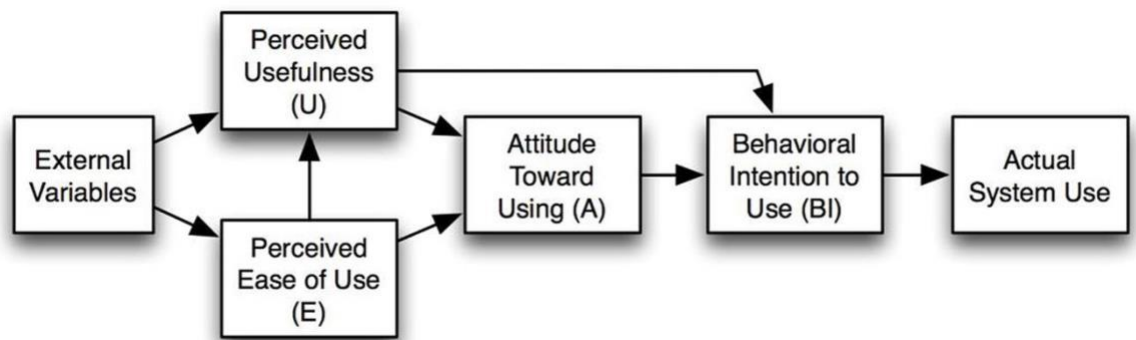 External
Variables
Perceived
Usefulness
(U)
Perceived
Ease of Use
(E)
Attitude
Toward
Using (A)
Behavioral
Intention to
Use (BI)
Actual
System Use